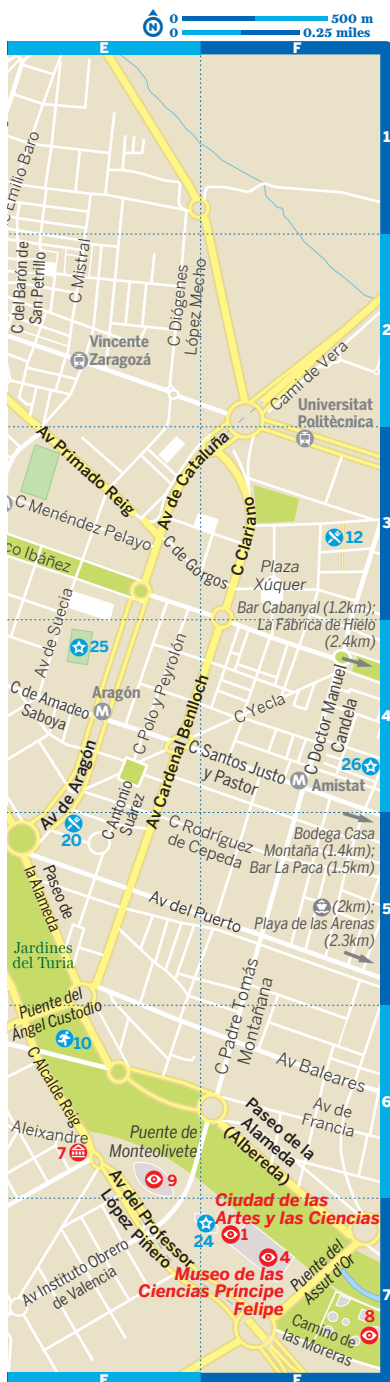 0 500 m
N
0 0.25 miles
E F
1
e Emilio Baro
C del Barón de
San Petrillo
C Mistral
C Diógenes
López Mecho
2
Vincente
Zaragozá
Camí de Vera
Universitat
Politècnica
Av Primado Reig
Av de Cataluña
C Clariano
3
C Menéndez Pelayo
C de Gorgos
12
co Ibáñez
Plaza
Xúquer
Bar Cabanyal (1.2km);
La Fábrica de Hielo
(2.4km)
Av de Suecia
25
C Polo y Peyrolón
Av Cardenal Benlloch
C de Amadeo
Saboya
Aragón
M
C Yecla
C Doctor Manuel
Candela
4
C Santos Justo
y Pastor
26
M
Amistat
Av de Aragón
C Antonio
Suárez
20
C Rodríguez
de Cepeda
Bodega Casa
Montaña (1.4km);
Bar La Paca (1.5km)
Paseo de
la Alameda
Av del Puerto
5
(2km);
Playa de las Arenas
(2.3km)
Jardines
del Turia
Puente del
Ángel Custodio
C Padre Tomás
Montañana
10
Av Baleares
C Alcalde Reig
Av de
Francia
6
Aleixandre
7
Puente de
Monteolivete
Paseo de la
Alameda
(Albereda)
9
Av del Professor
López Piñero
Ciudad de las
Artes y las Ciencias
24
1
4
Museo de las
Ciencias Príncipe
Felipe
Puente del
Assut d'Or
Av Instituto Obrero
de Valencia
7
8
Camino de
las Moreras
E F